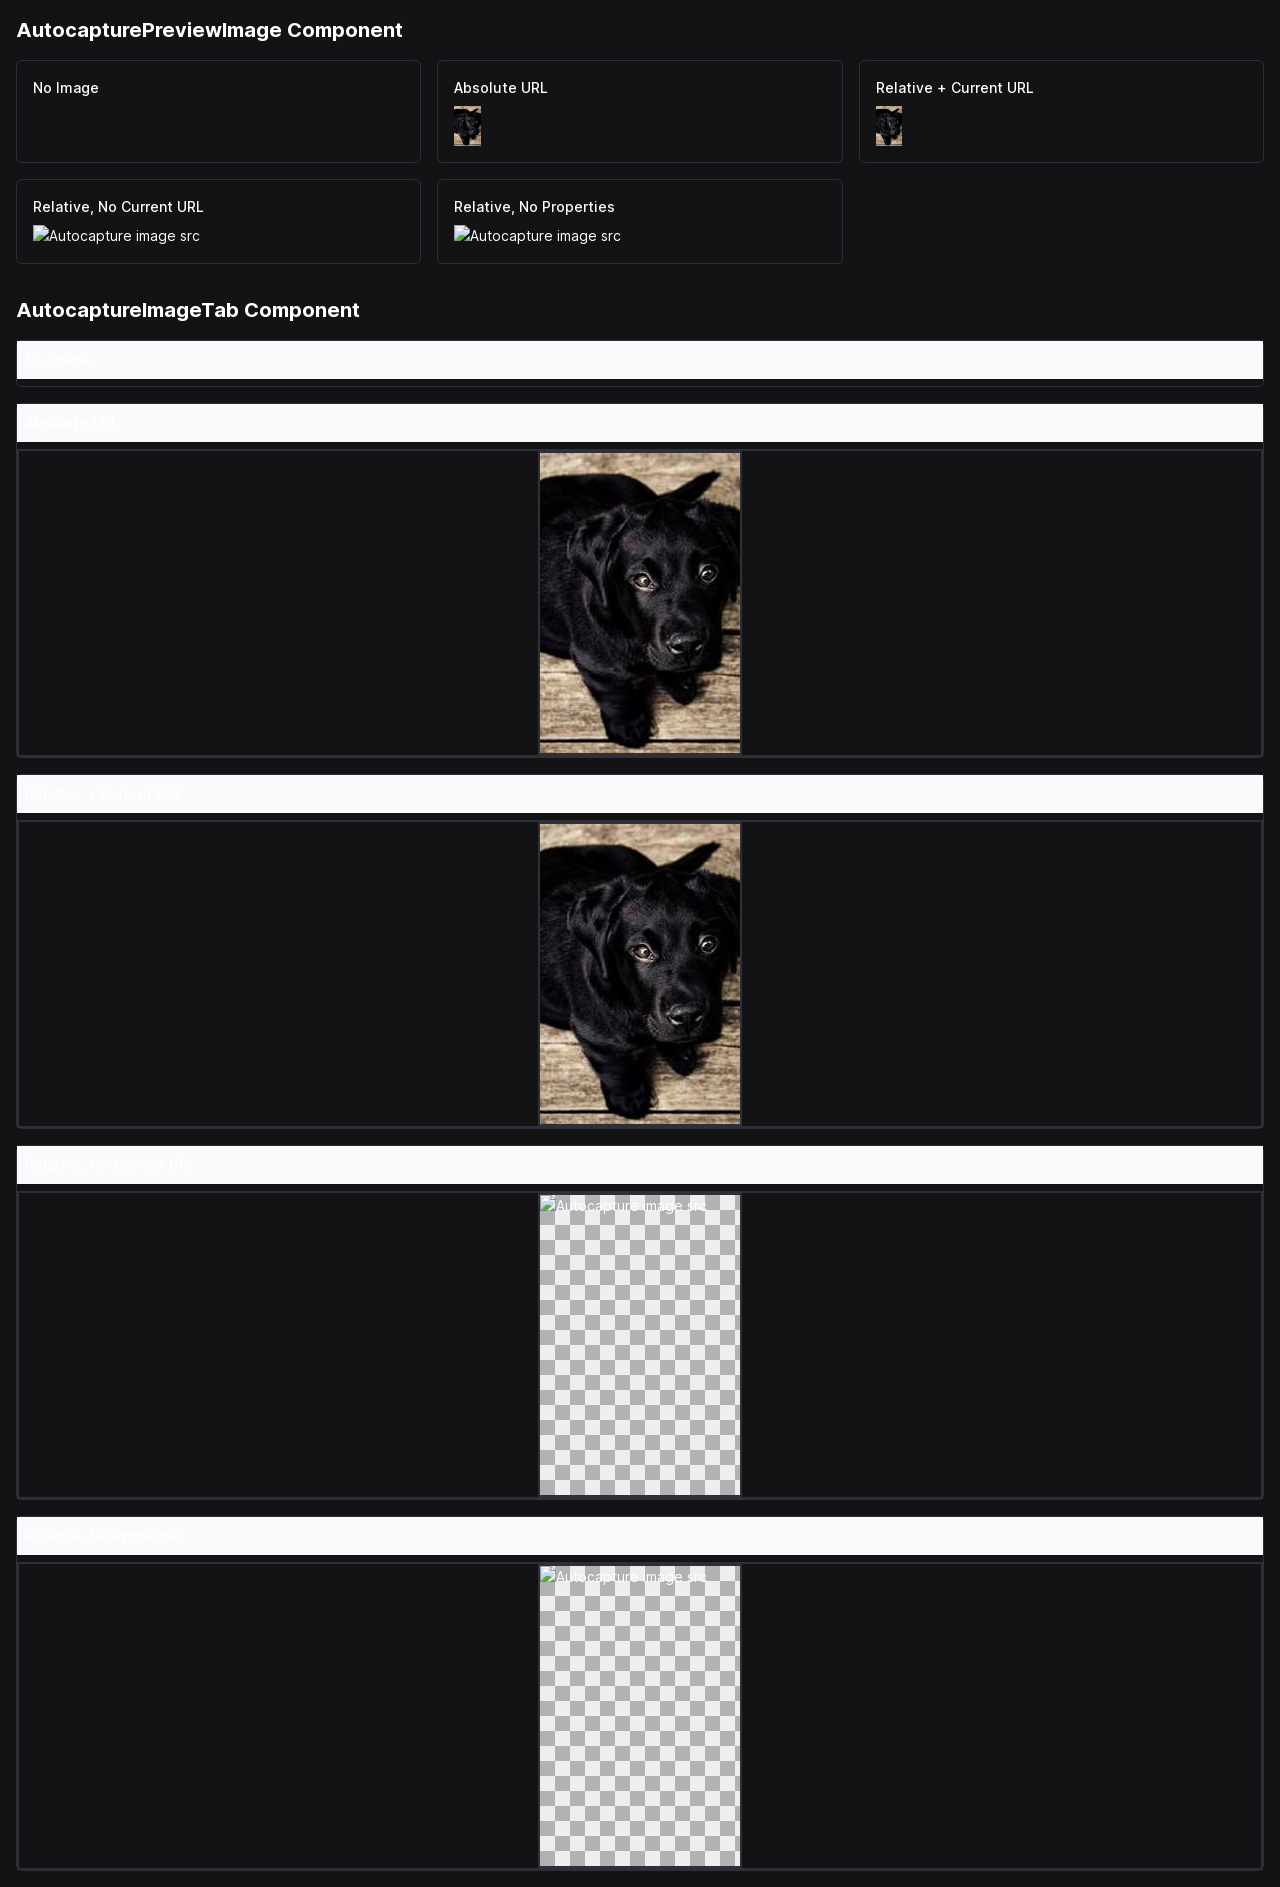 AutocapturePreviewImage Component
No Image
Absolute URL
Relative + Current URL
Relative, No Current URL
Autocapture image src
Relative, No Properties
Autocapture image src
AutocaptureImageTab Component
No Image
Absolute URL
Relative + Current URL
Relative, No Current URL
Autocapture image src
Relative, No Properties
Autocapture image src